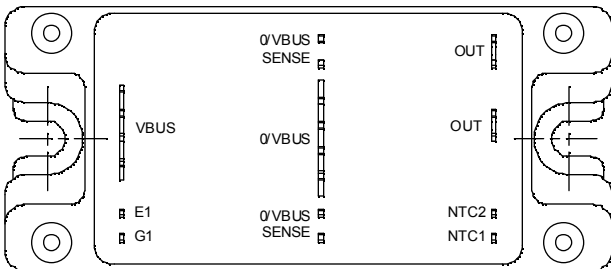 0/VBUS
SENSE
OUT
VBUS
0/VBUS
OUT
E1
G1
0/VBUS
SENSE
NTC2
NTC1